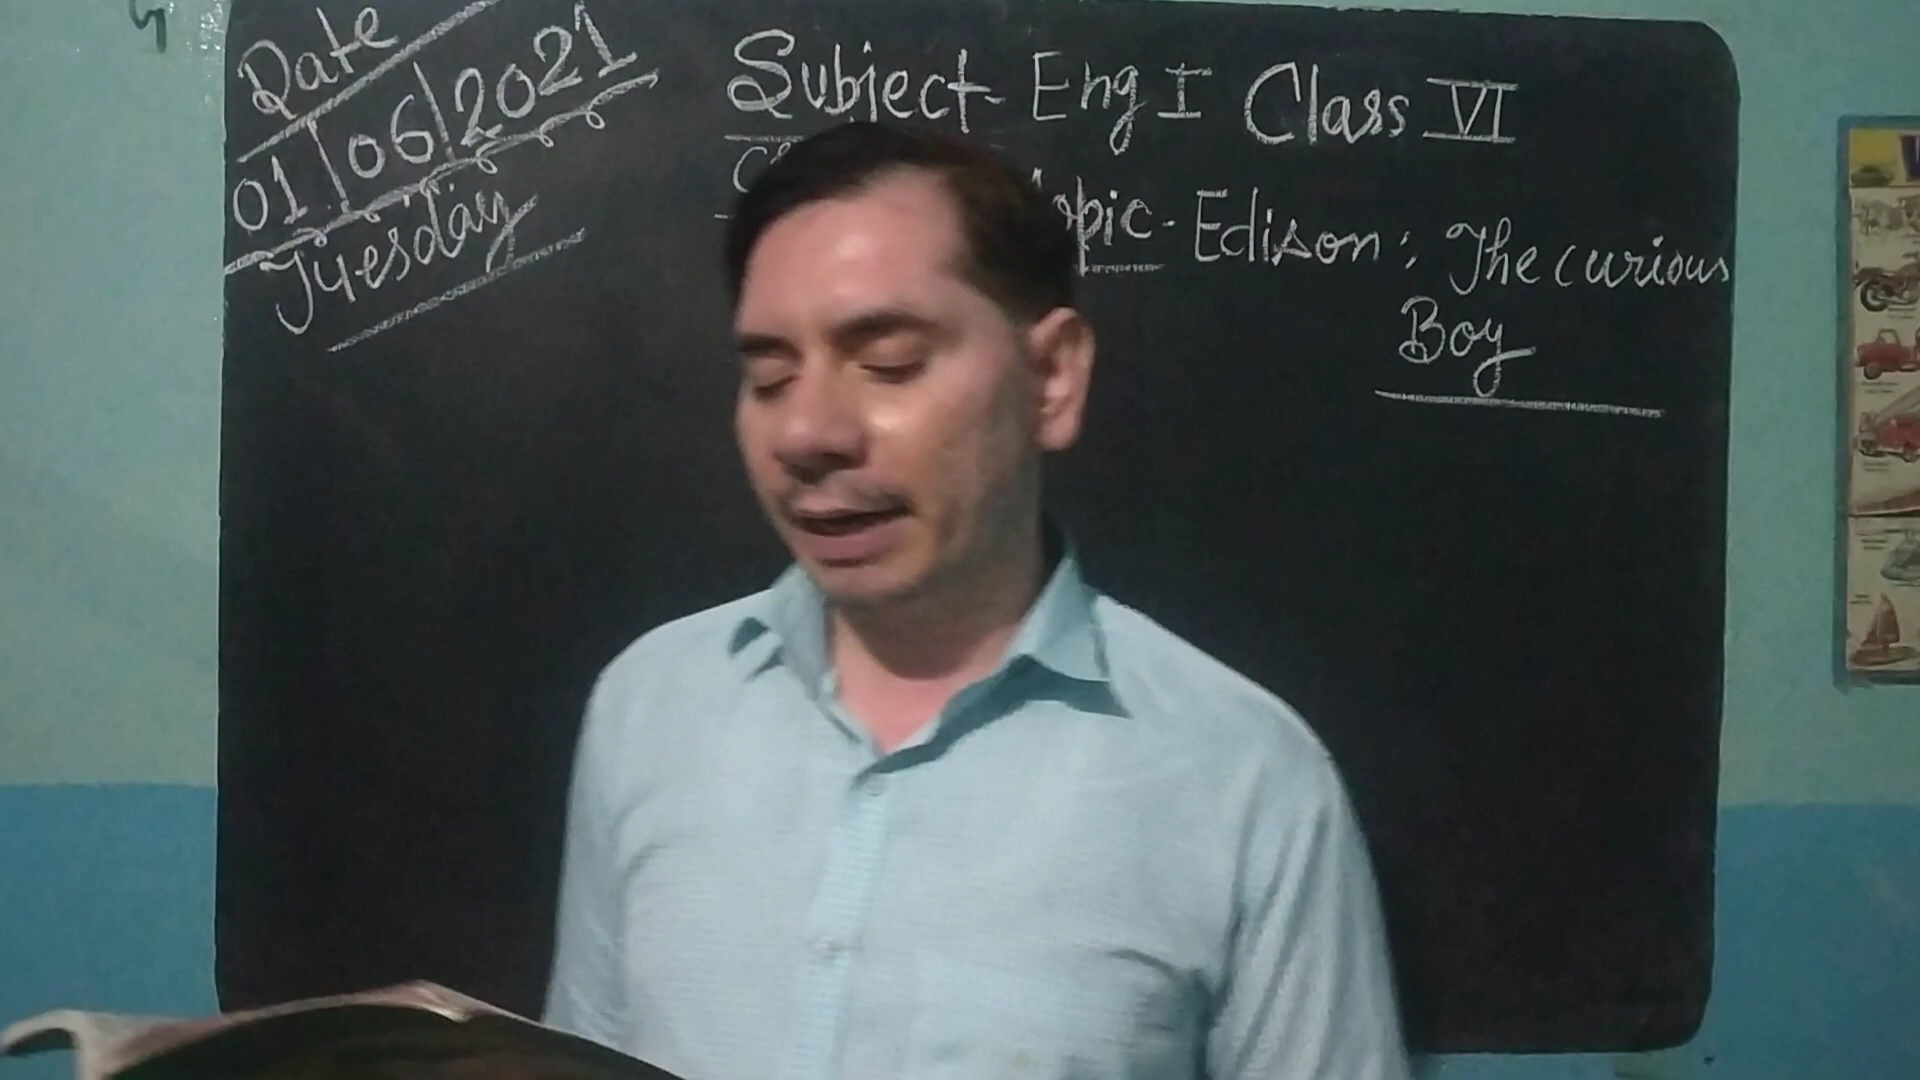 Date
01/06/2021
Tuesday
Subject- Eng I Class VI
Edison: The curious
Boy